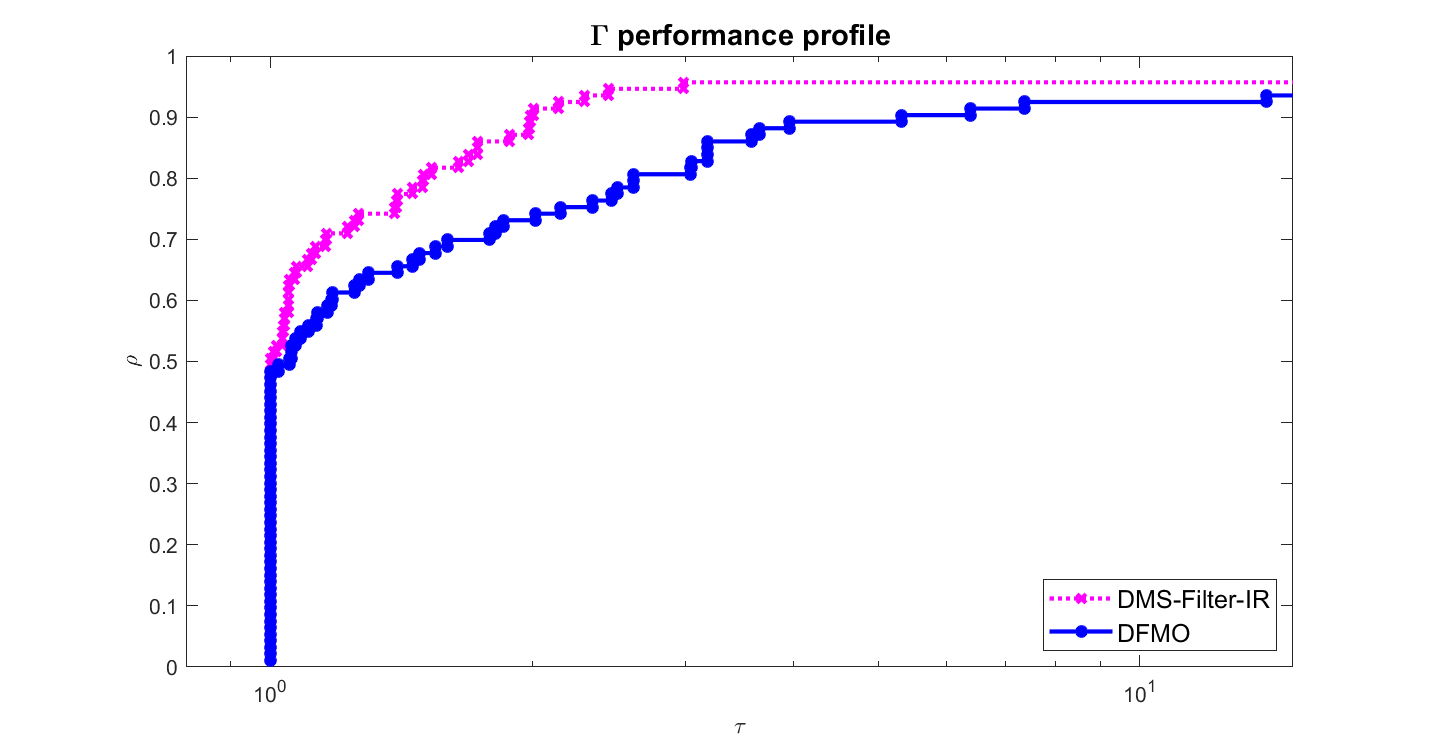 Γ performance profile
1
0.9
0.8
0.7
0.6
0.5
0.4
0.3
0.2
0.1
0
ρ
10⁰
10¹
τ
DMS-Filter-IR
DFMO